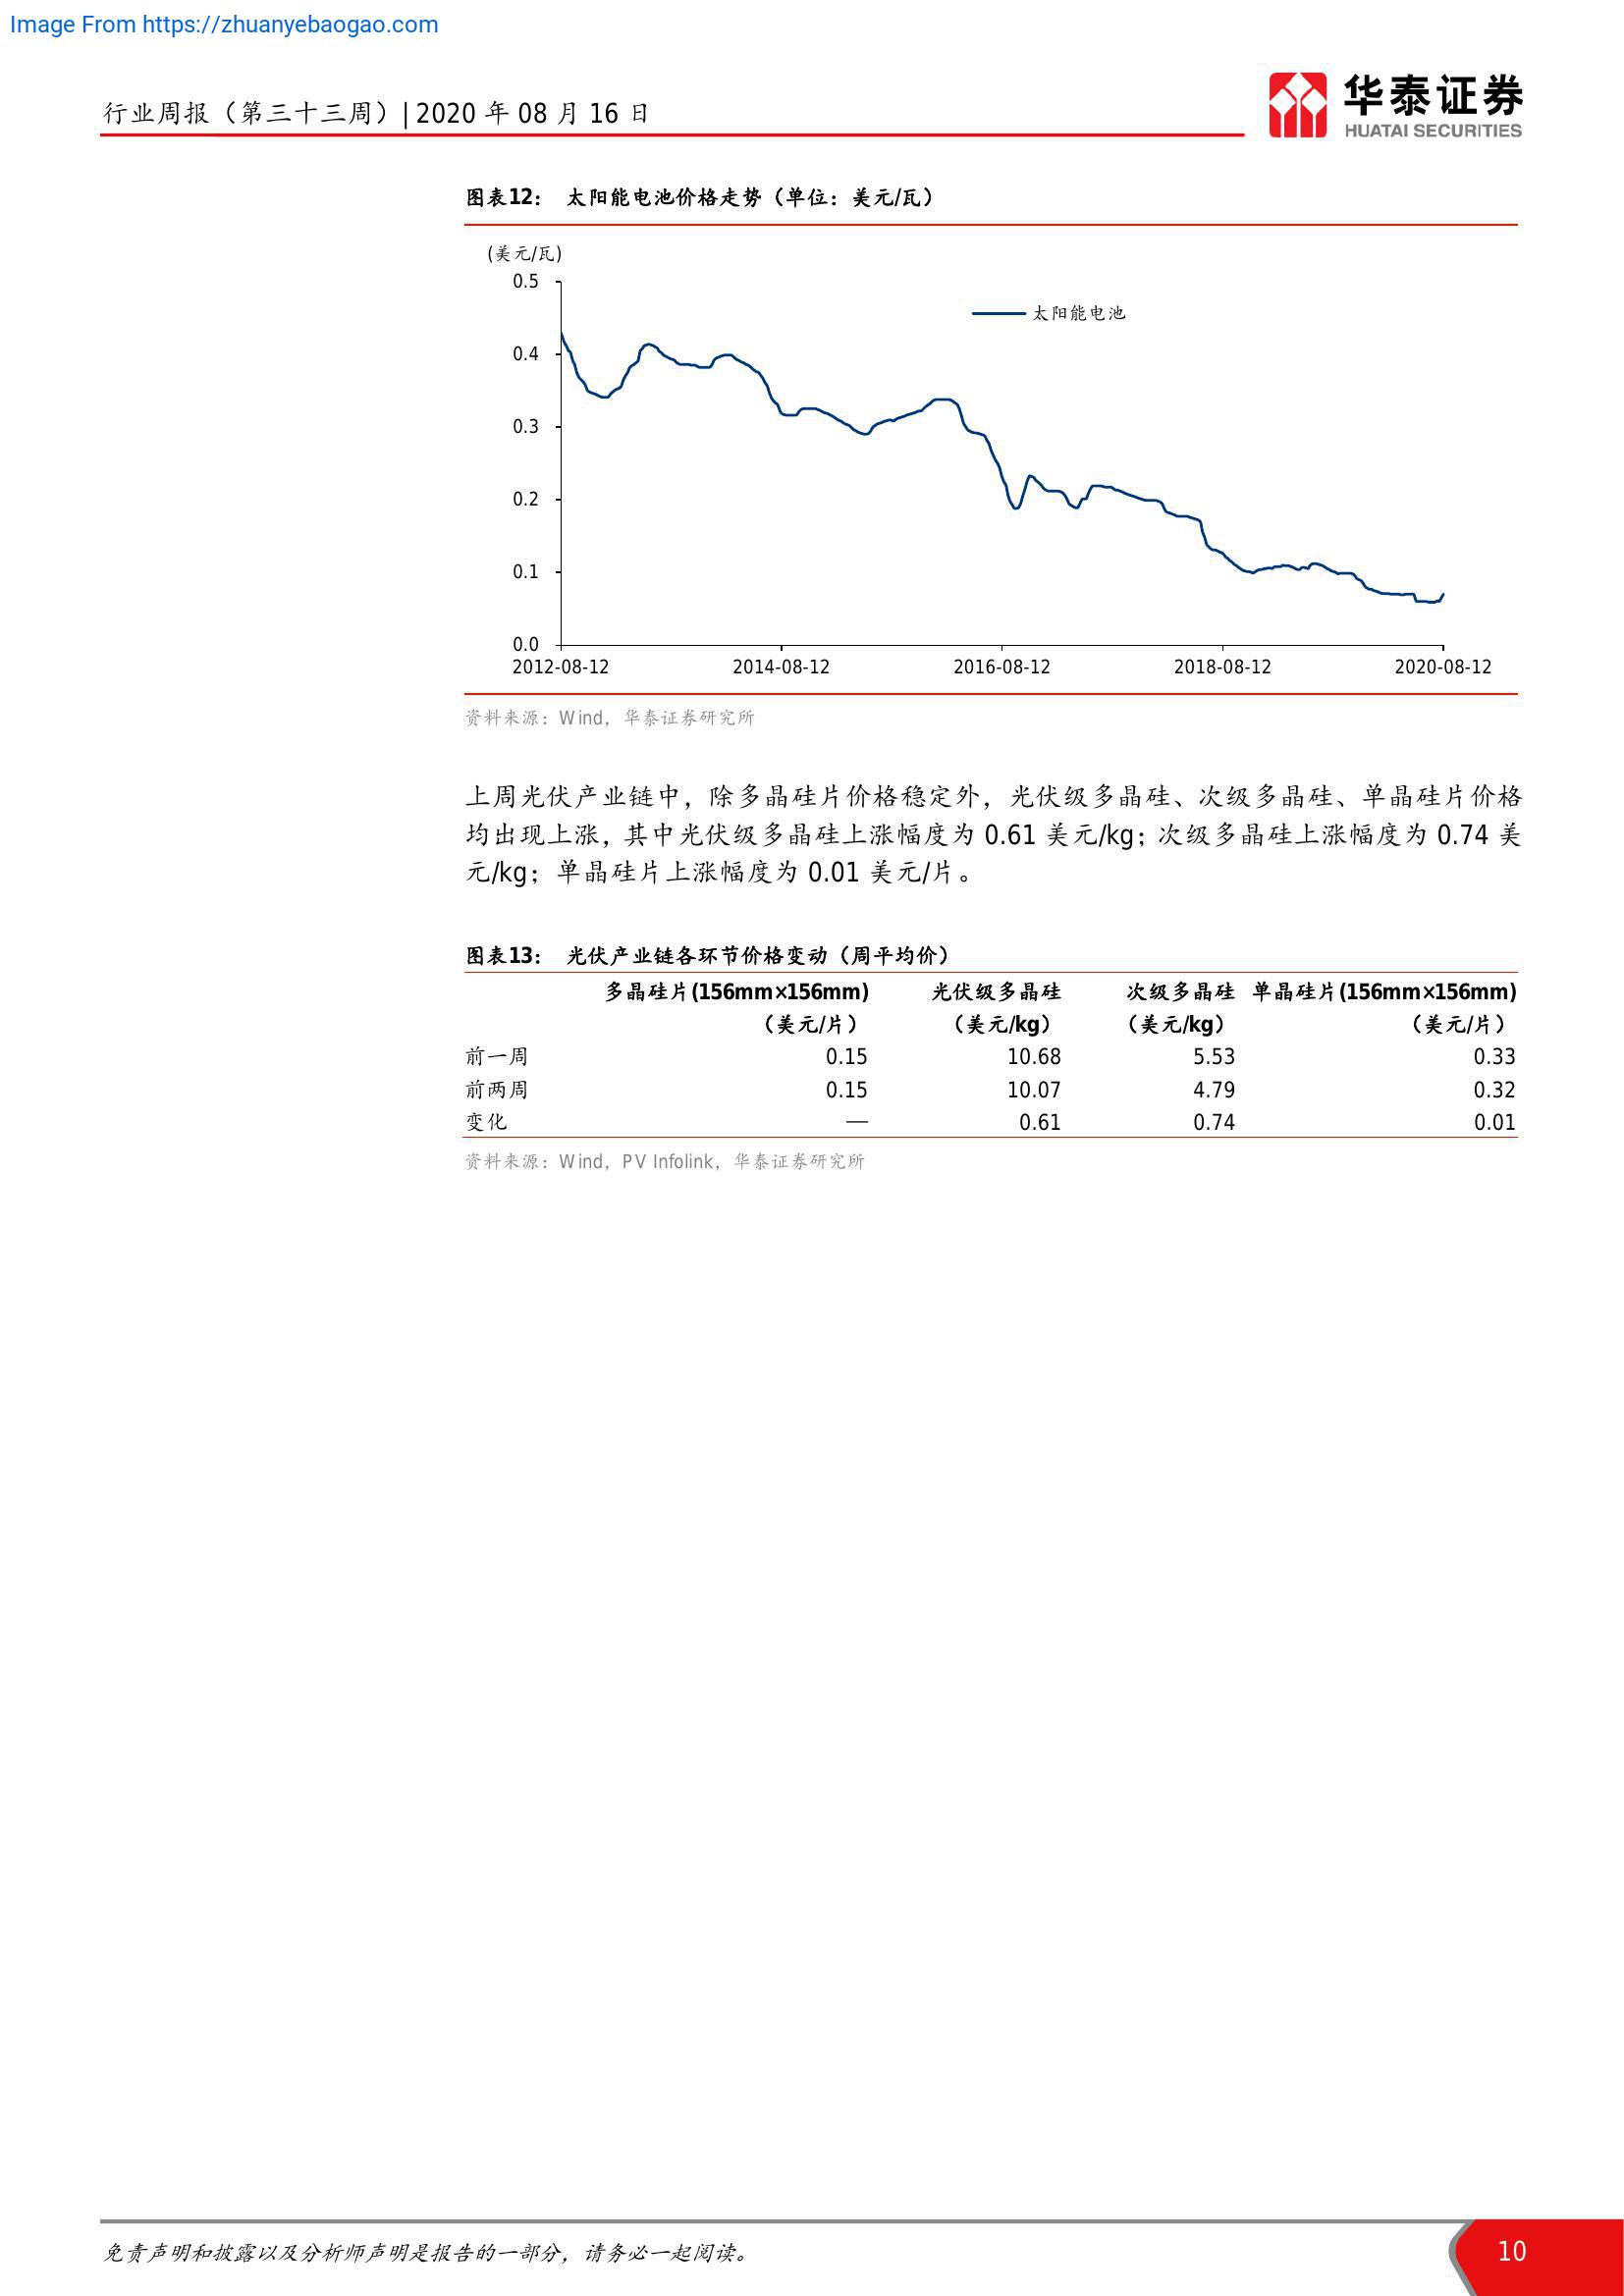 Image From https://zhuanyebaogao.com
行业周报（第三十三周）| 2020 年 08 月 16 日
华泰证券
HUATAI SECURITIES
图表12： 太阳能电池价格走势（单位：美元/瓦）
(美元/瓦)
0.5
太阳能电池
0.4
0.3
0.2
0.1
0.0
2012-08-12 2014-08-12 2016-08-12 2018-08-12 2020-08-12
资料来源：Wind，华泰证券研究所
上周光伏产业链中，除多晶硅片价格稳定外，光伏级多晶硅、次级多晶硅、单晶硅片价格
均出现上涨，其中光伏级多晶硅上涨幅度为 0.61 美元/kg；次级多晶硅上涨幅度为 0.74 美
元/kg；单晶硅片上涨幅度为 0.01 美元/片。
图表13： 光伏产业链各环节价格变动（周平均价）
多晶硅片(156mm×156mm) 光伏级多晶硅 次级多晶硅 单晶硅片(156mm×156mm)
（美元/片） （美元/kg） （美元/kg） （美元/片）
前一周 0.15 10.68 5.53 0.33
前两周 0.15 10.07 4.79 0.32
变化 — 0.61 0.74 0.01
资料来源：Wind，PV Infolink，华泰证券研究所
免责声明和披露以及分析师声明是报告的一部分，请务必一起阅读。
10